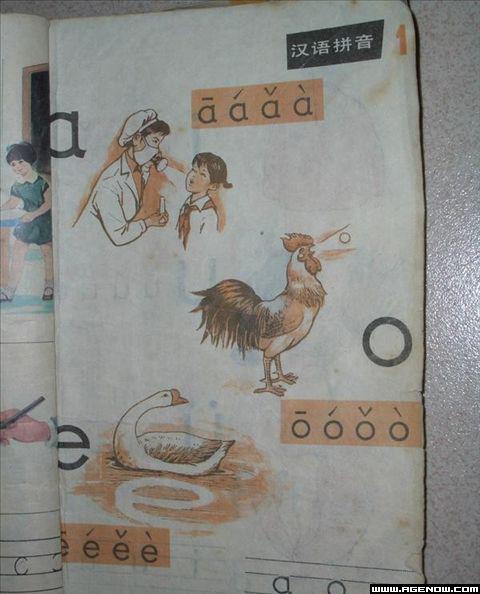 汉语拼音 1
a
ā á ǎ à
o
o
ō ó ǒ ò
e
ē é ě è
a o
WWW.AGENOW.COM